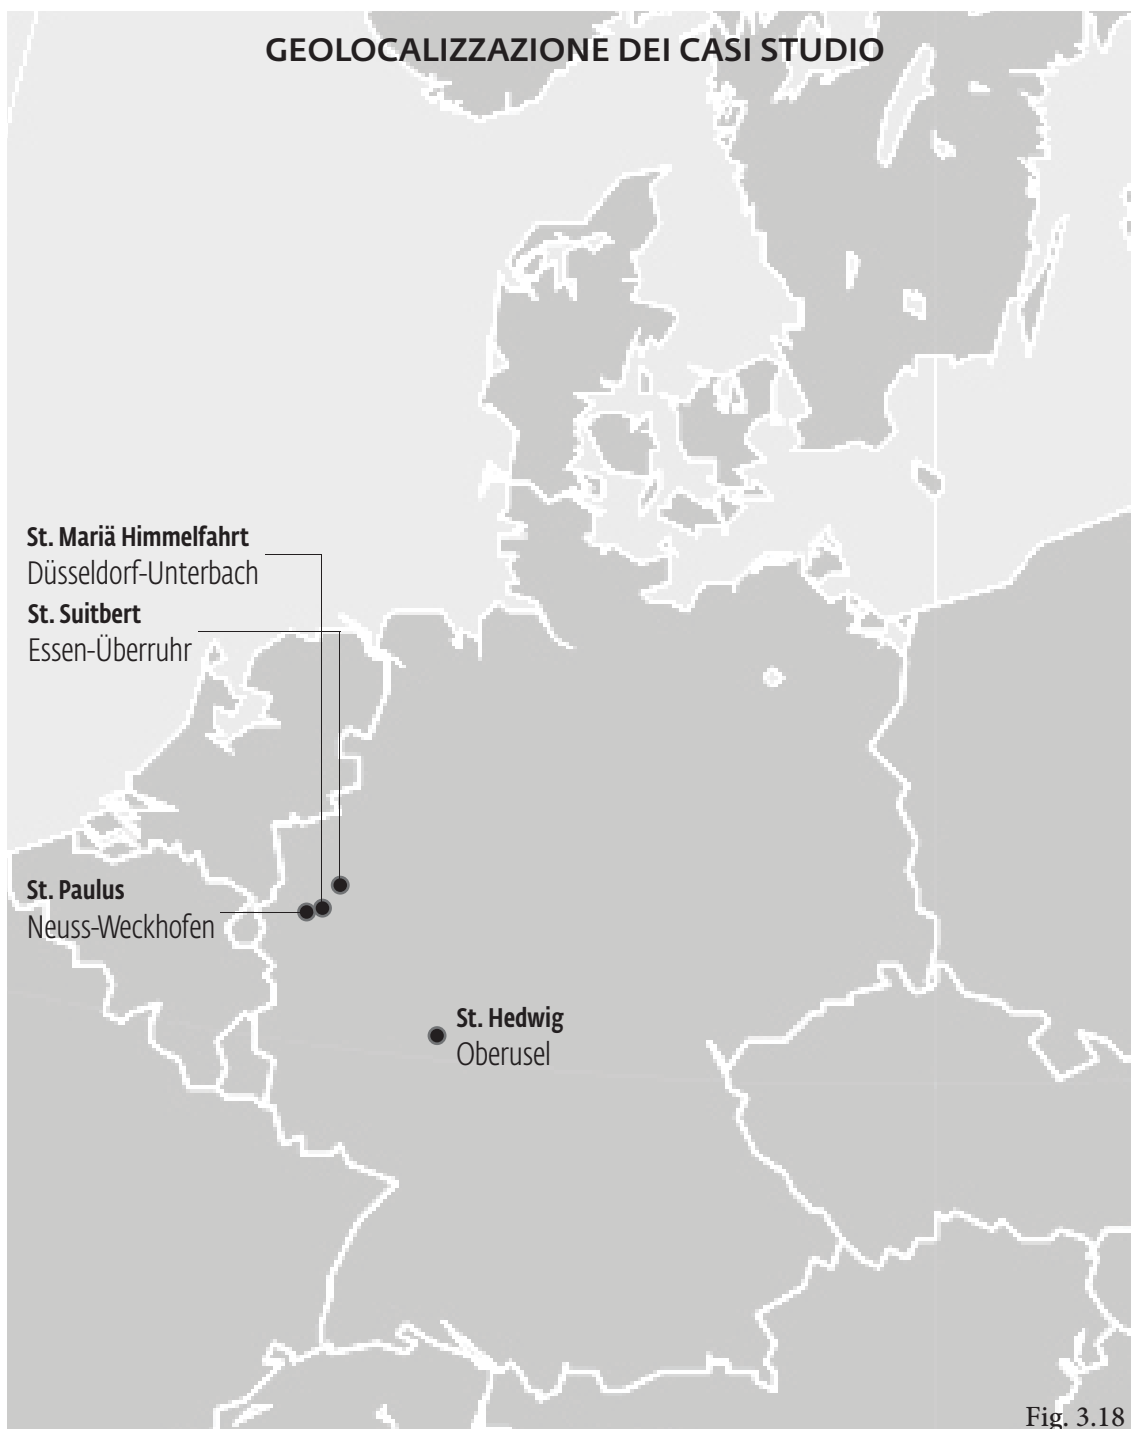 GEOLOCALIZZAZIONE DEI CASI STUDIO
St. Mariä Himmelfahrt
Düsseldorf-Unterbach
St. Suitbert
Essen-Überruhr
St. Paulus
Neuss-Weckhofen
St. Hedwig
Oberusel
Fig. 3.18